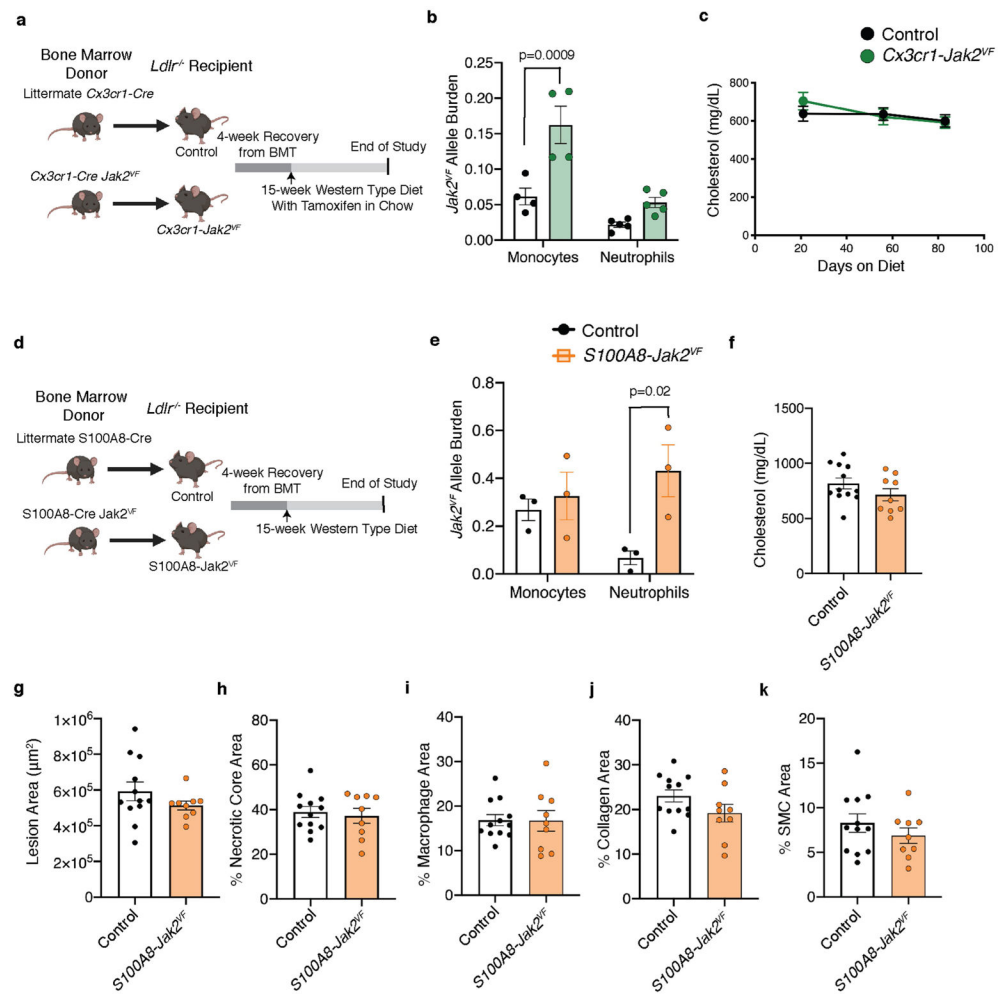 a
Bone Marrow
Donor
Ldlr-/- Recipient
Littermate Cx3cr1-Cre
Control
Cx3cr1-Cre Jak2VF
Cx3cr1-Jak2VF
4-week Recovery
from BMT
End of Study
15-week Western Type Diet
With Tamoxifen in Chow
b
p=0.0009
Jak2VF Allele Burden
0.25
0.20
0.15
0.10
0.05
0.00
Monocytes
Neutrophils
c
Control
Cx3cr1-Jak2VF
Cholesterol (mg/dL)
800
600
400
200
0
0 20 40 60 80 100
Days on Diet
d
Bone Marrow
Donor
Ldlr-/- Recipient
Littermate S100A8-Cre
Control
S100A8-Cre Jak2VF
S100A8-Jak2VF
4-week Recovery
from BMT
End of Study
15-week Western Type Diet
e
Control
S100A8-Jak2VF
p=0.02
Jak2VF Allele Burden
0.8
0.6
0.4
0.2
0.0
Monocytes
Neutrophils
f
Cholesterol (mg/dL)
1500
1000
500
0
Control
S100A8-Jak2VF
g
Lesion Area (µm²)
1×10⁶
8×10⁵
6×10⁵
4×10⁵
2×10⁵
0
Control
S100A8-Jak2VF
h
% Necrotic Core Area
80
60
40
20
0
Control
S100A8-Jak2VF
i
% Macrophage Area
40
30
20
10
0
Control
S100A8-Jak2VF
j
% Collagen Area
40
30
20
10
0
Control
S100A8-Jak2VF
k
% SMC Area
20
15
10
5
0
Control
S100A8-Jak2VF